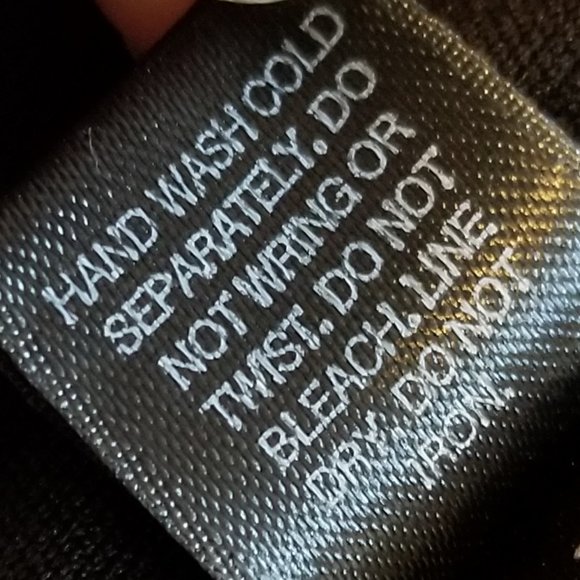 HAND WASH COLD
SEPARATELY. DO
NOT WRING OR
TWIST. DO NOT
BLEACH. LINE
DRY. DO NOT
IRON.